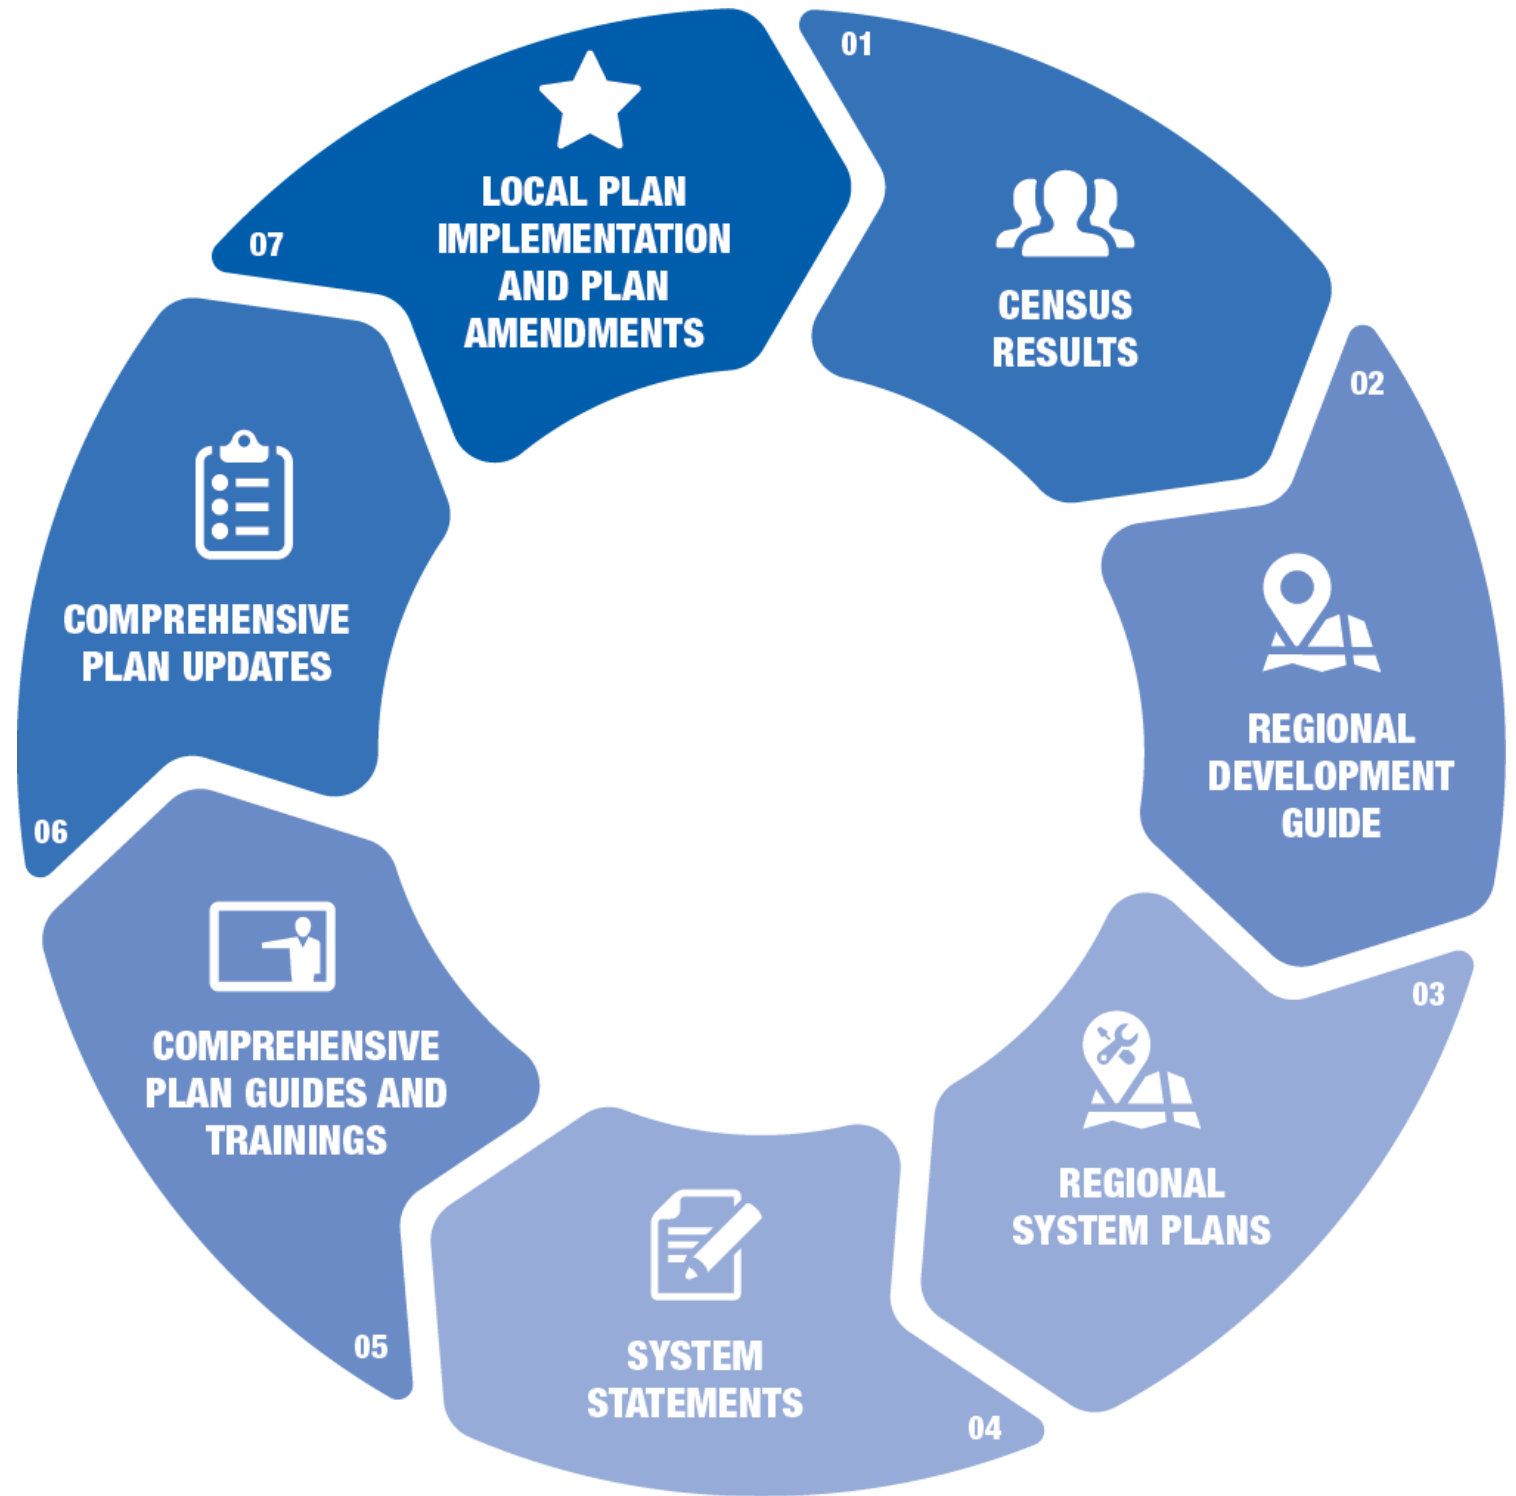 01
CENSUS
RESULTS
02
REGIONAL
DEVELOPMENT
GUIDE
03
REGIONAL
SYSTEM PLANS
04
SYSTEM
STATEMENTS
05
COMPREHENSIVE
PLAN GUIDES AND
TRAININGS
06
COMPREHENSIVE
PLAN UPDATES
07
LOCAL PLAN
IMPLEMENTATION
AND PLAN
AMENDMENTS